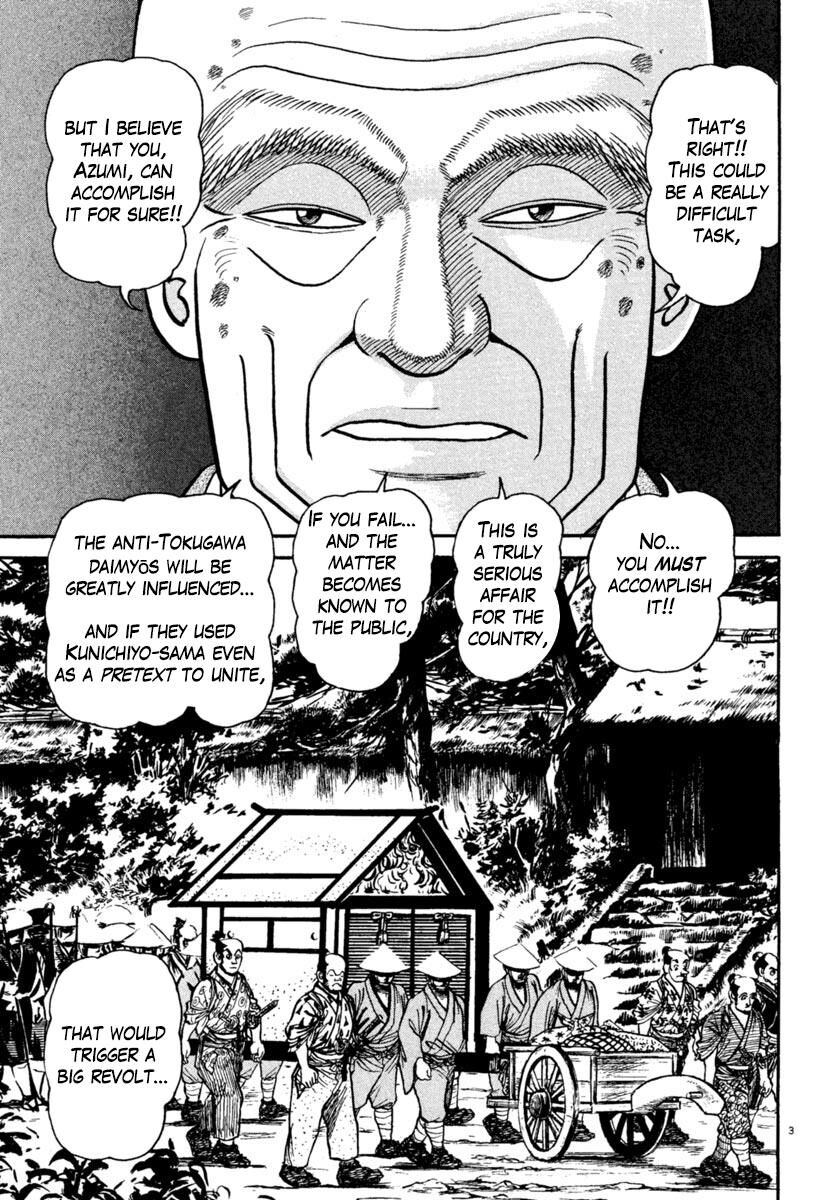 THAT'S
RIGHT!!
THIS COULD
BE A REALLY
DIFFICULT
TASK,
BUT I BELIEVE
THAT YOU,
AZUMI, CAN
ACCOMPLISH
IT FOR SURE!!
NO...
YOU MUST
ACCOMPLISH
IT!!
THIS IS
A TRULY
SERIOUS
AFFAIR
FOR THE
COUNTRY,
IF YOU FAIL...
AND THE
MATTER
BECOMES
KNOWN TO
THE PUBLIC,
THE ANTI-TOKUGAWA
DAIMYŌS WILL BE
GREATLY INFLUENCED...
AND IF THEY USED
KUNICHIYO-SAMA EVEN
AS A PRETEXT TO UNITE,
THAT WOULD
TRIGGER A
BIG REVOLT...
3